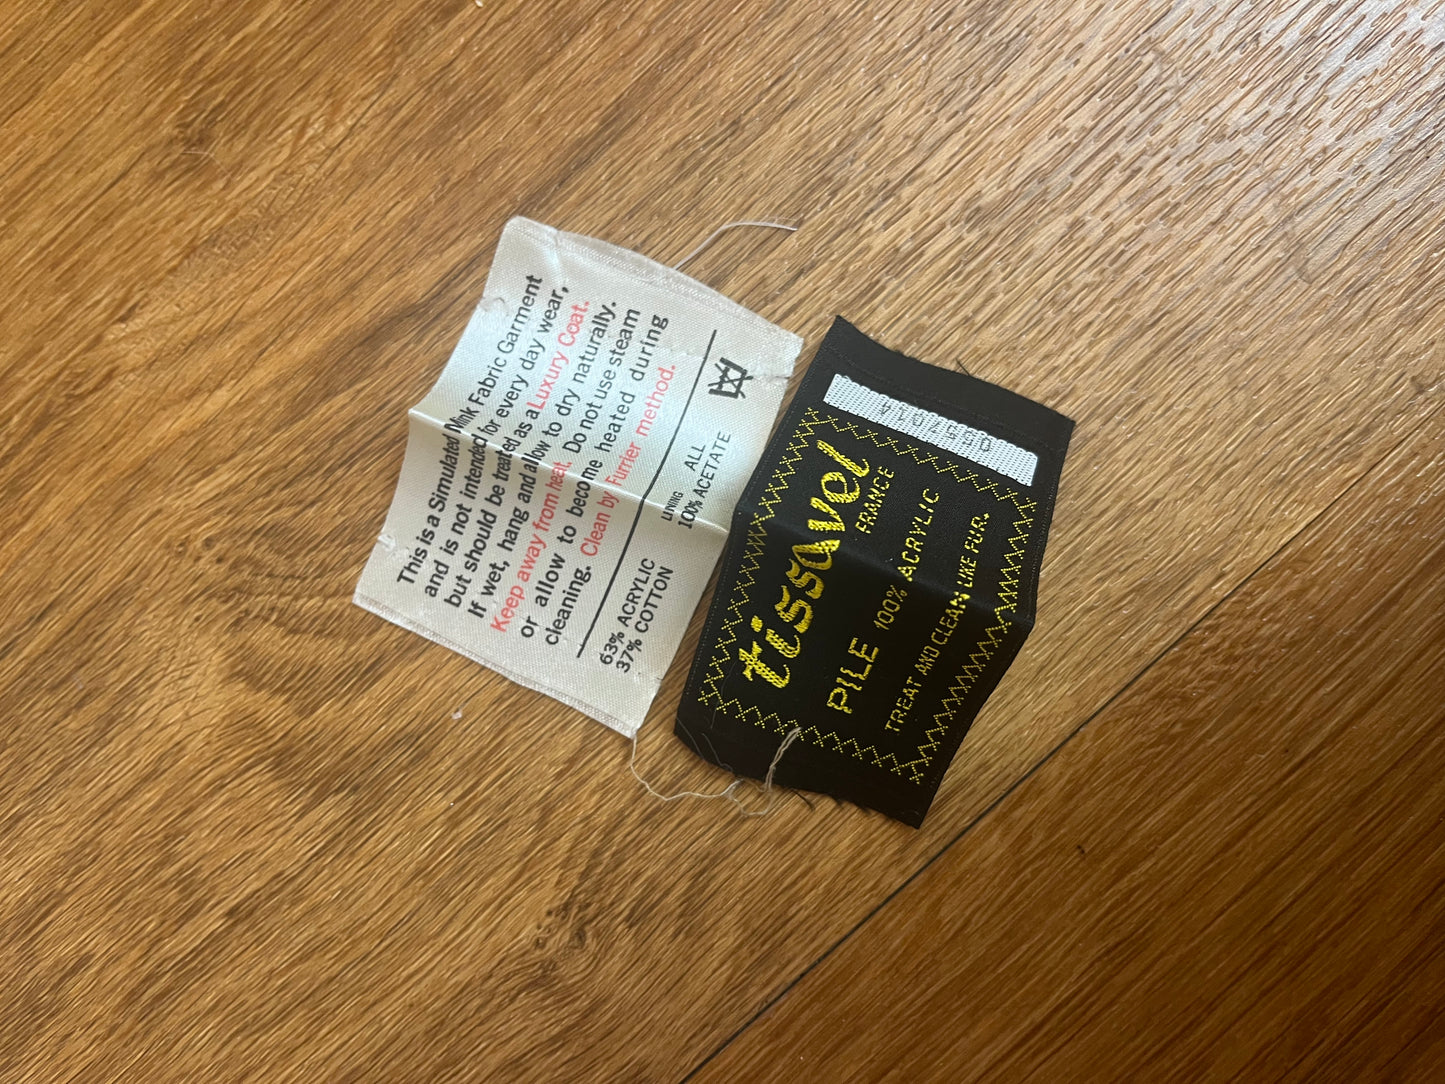 This is a Simulated Mink Fabric Garment
and is not intended for every day wear,
but should be treated as a Luxury Coat.
If wet, hang and allow to dry naturally.
Keep away from heat. Do not use steam
or allow to become heated during
cleaning. Clean by Furrier method.
63% ACRYLIC
37% COTTON
LINING
ALL
100% ACETATE
tissavel
FRANCE
PILE 100% ACRYLIC
TREAT AND CLEAN LIKE FUR.